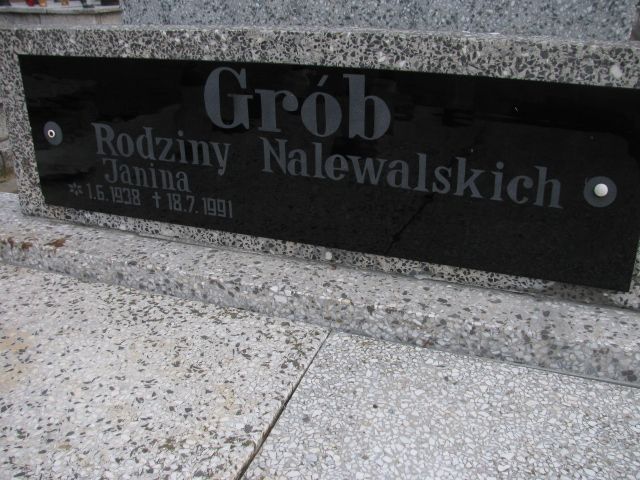 Grób
Rodziny Nalewalskich
Janina
* 1.6.1938 † 18.7.1991